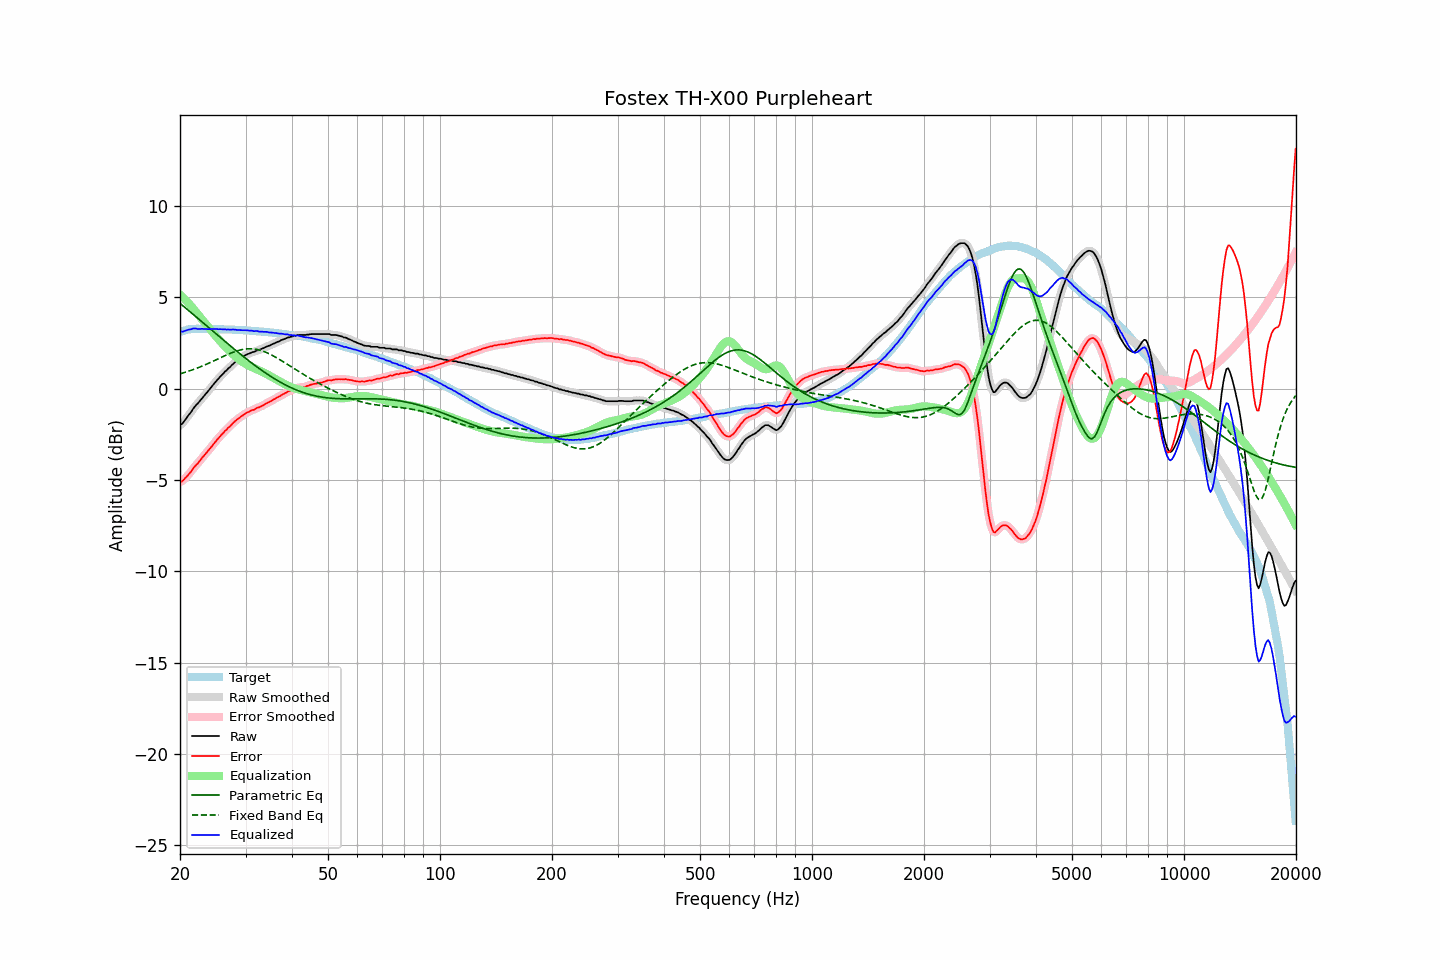 Fostex TH-X00 Purpleheart
Amplitude (dBr)
10
5
0
−5
−10
−15
−20
−25
Target
Raw Smoothed
Error Smoothed
Raw
Error
Equalization
Parametric Eq
Fixed Band Eq
Equalized
20 50 100 200 500 1000 2000 5000 10000 20000
Frequency (Hz)